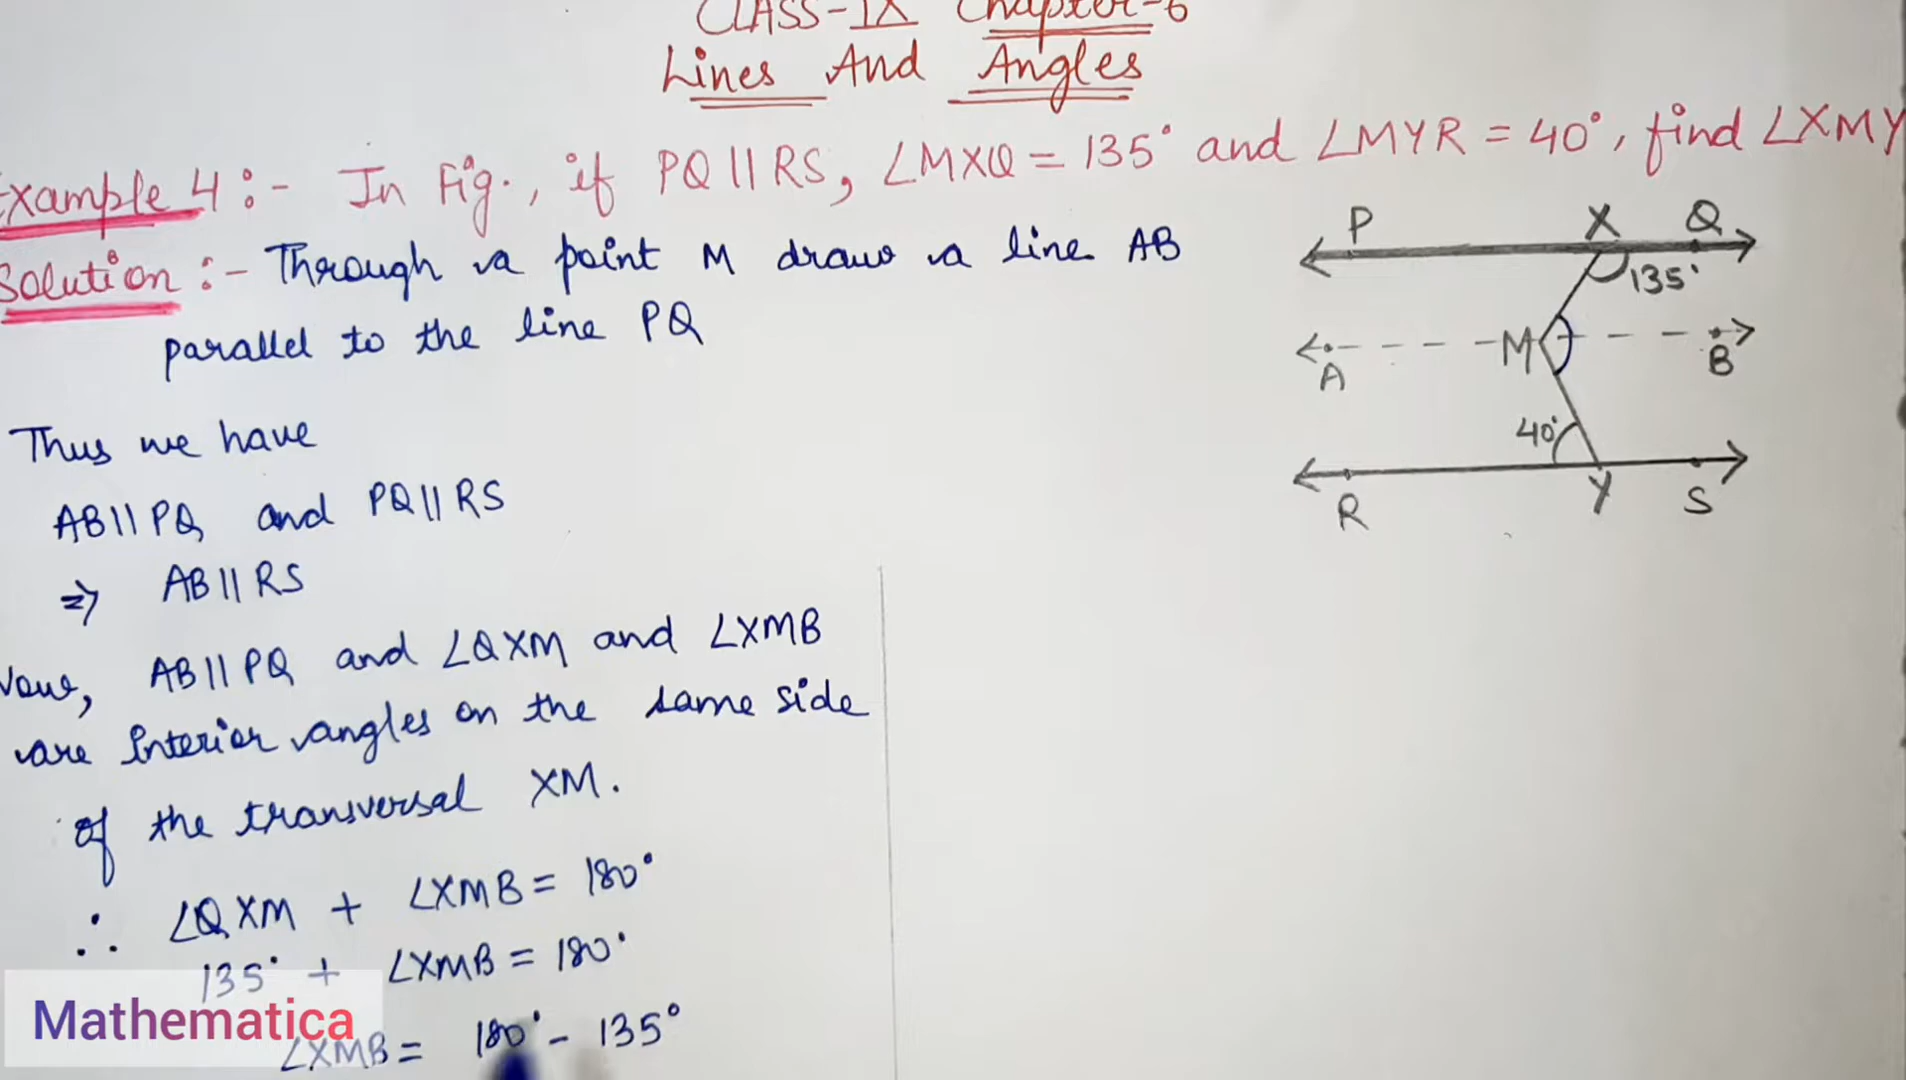 CLASS-IX Chapter-6
Lines And Angles
Example 4:- In Fig., if PQ || RS, ∠MXQ = 135° and ∠MYR = 40°, find ∠XMY
Solution:- Through a point M draw a line AB
parallel to the line PQ
Thus we have
AB || PQ and PQ || RS
⇒ AB || RS
Now, AB || PQ and ∠QXM and ∠XMB
are Interior angles on the same side
of the transversal XM.
∴ ∠QXM + ∠XMB = 180°
135° + ∠XMB = 180°
∠XMB = 180° - 135°
Mathematica
P X Q
135°
A M B
40°
R Y S